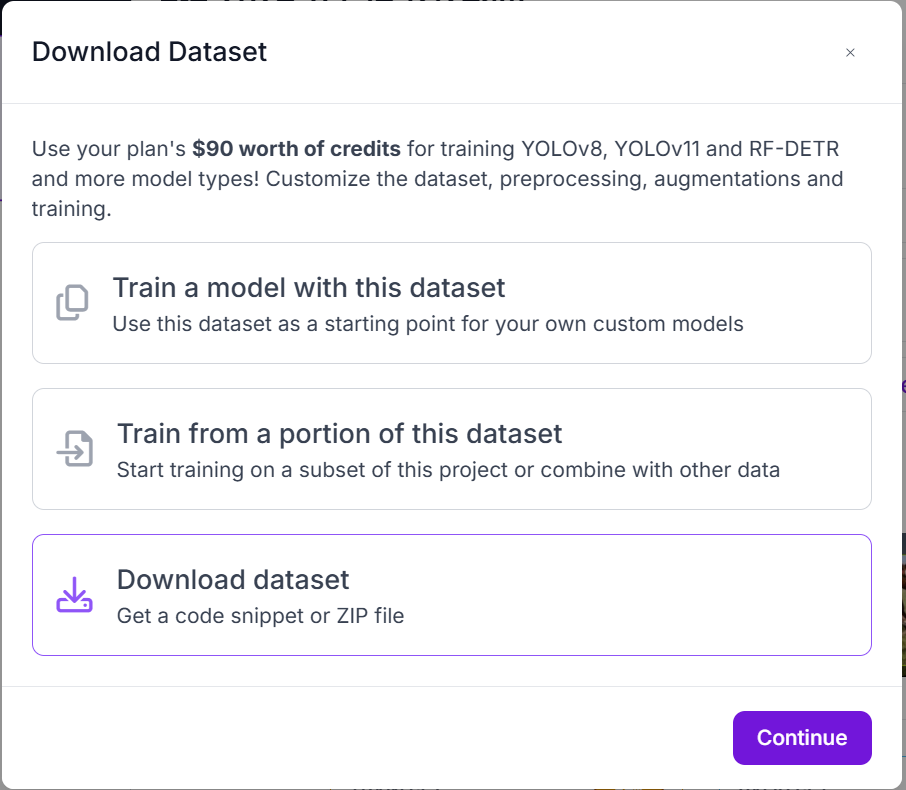 Download Dataset
×
Use your plan's $90 worth of credits for training YOLOv8, YOLOv11 and RF-DETR
and more model types! Customize the dataset, preprocessing, augmentations and
training.
Train a model with this dataset
Use this dataset as a starting point for your own custom models
Train from a portion of this dataset
Start training on a subset of this project or combine with other data
Download dataset
Get a code snippet or ZIP file
Continue